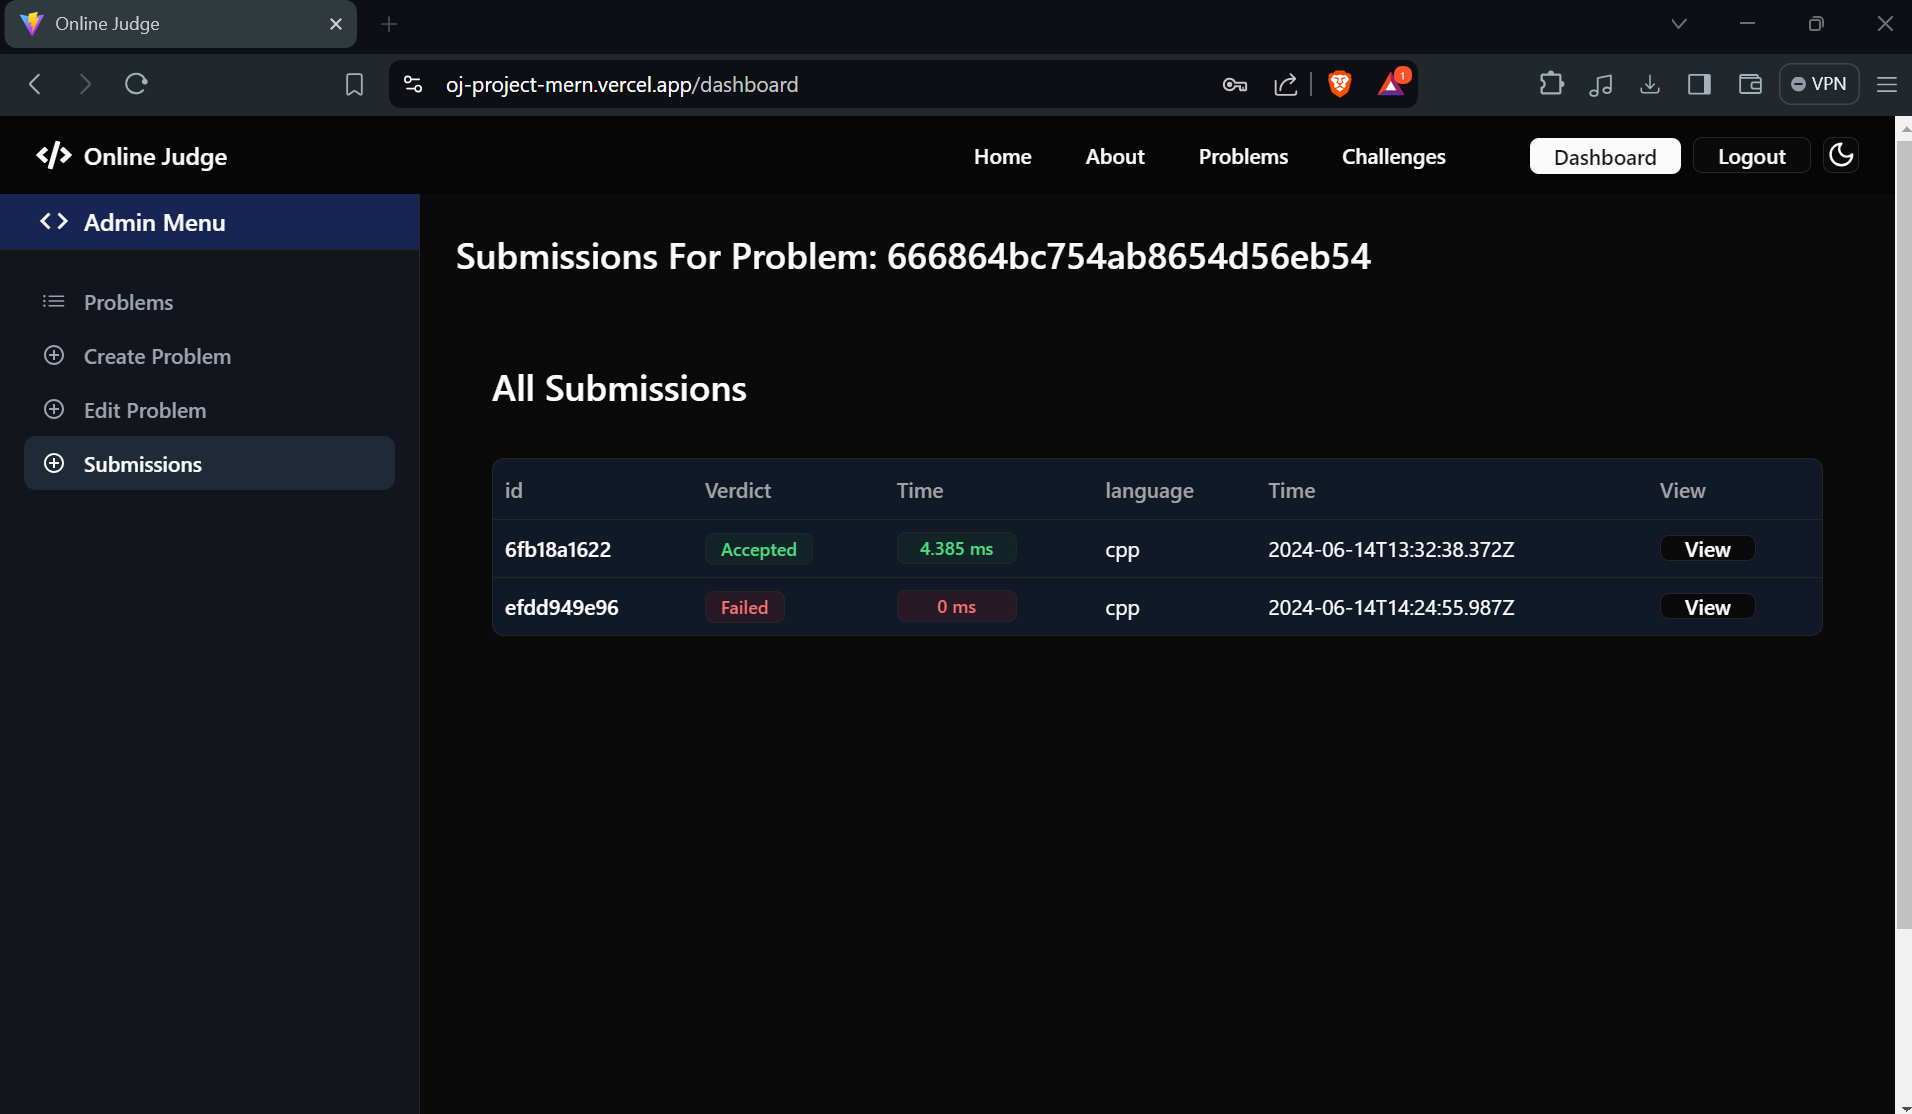 Online Judge
oj-project-mern.vercel.app/dashboard
1
VPN
Online Judge
Home
About
Problems
Challenges
Dashboard
Logout
Admin Menu
Problems
Create Problem
Edit Problem
Submissions
Submissions For Problem: 666864bc754ab8654d56eb54
All Submissions
id Verdict Time language Time View
6fb18a1622 Accepted 4.385 ms cpp 2024-06-14T13:32:38.372Z View
efdd949e96 Failed 0 ms cpp 2024-06-14T14:24:55.987Z View